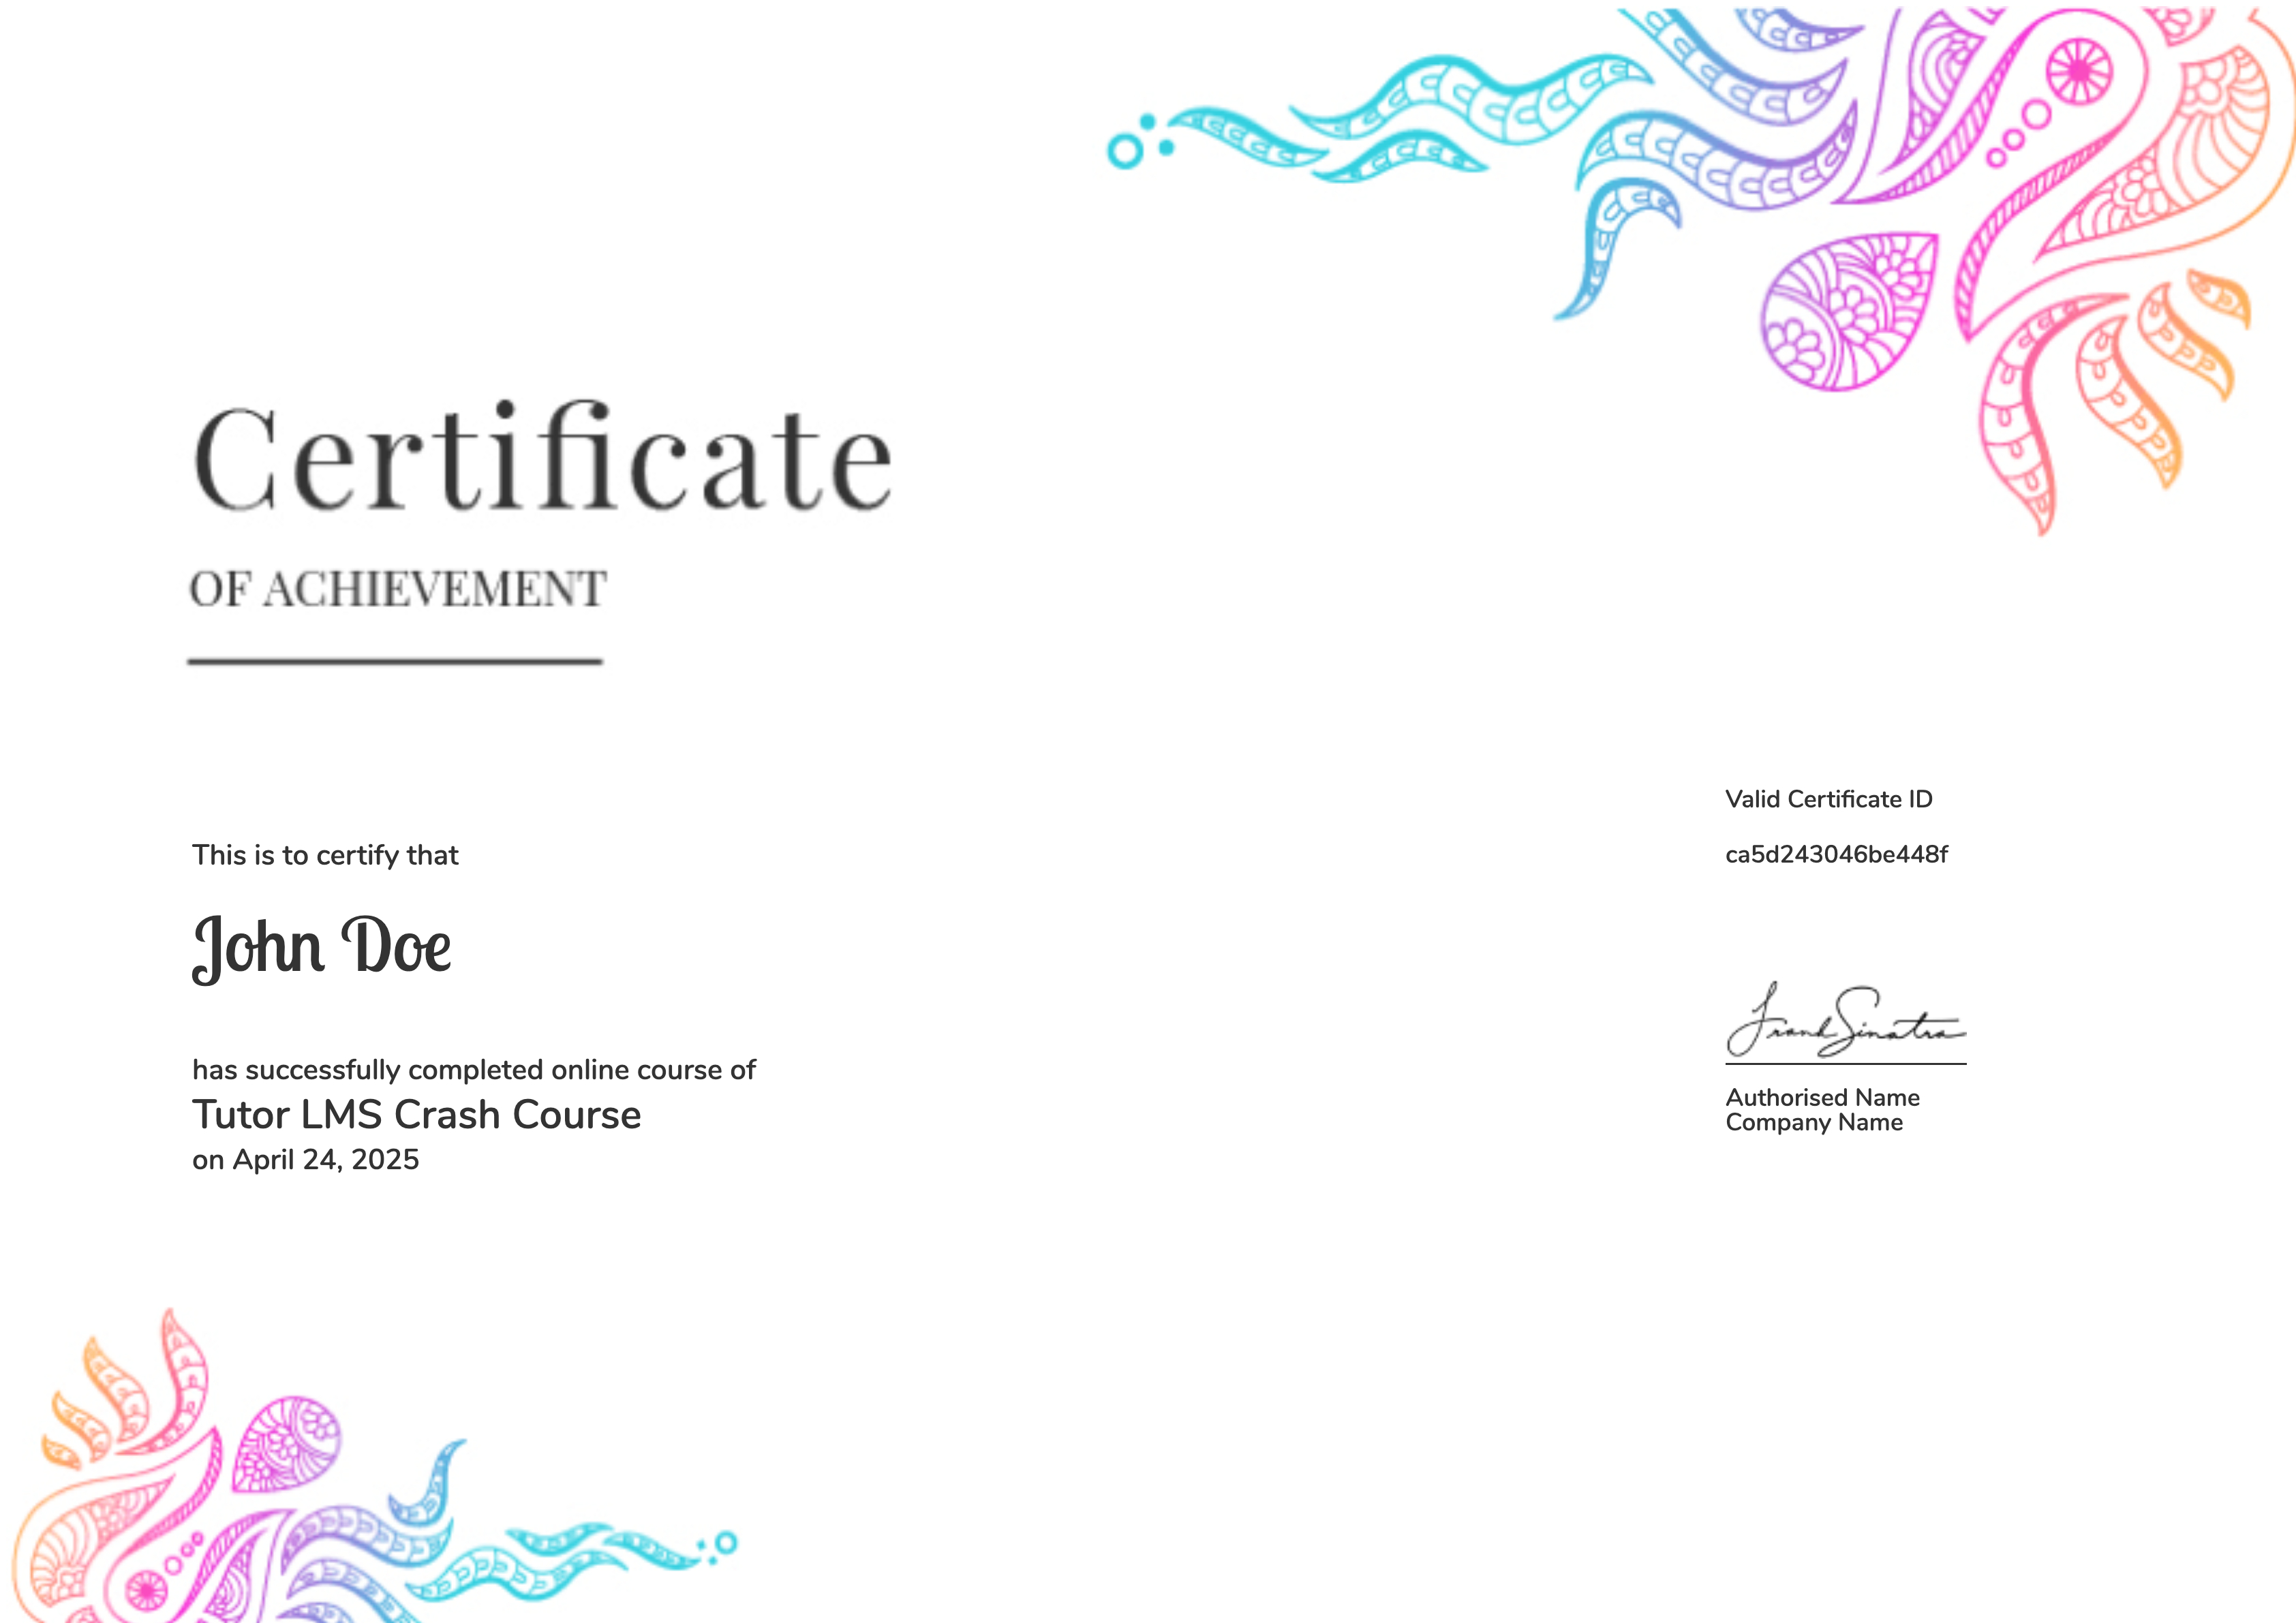 Certificate
OF ACHIEVEMENT
This is to certify that
John Doe
has successfully completed online course of
Tutor LMS Crash Course
on April 24, 2025
Valid Certificate ID
ca5d243046be448f
Frank Sinatra
Authorised Name
Company Name